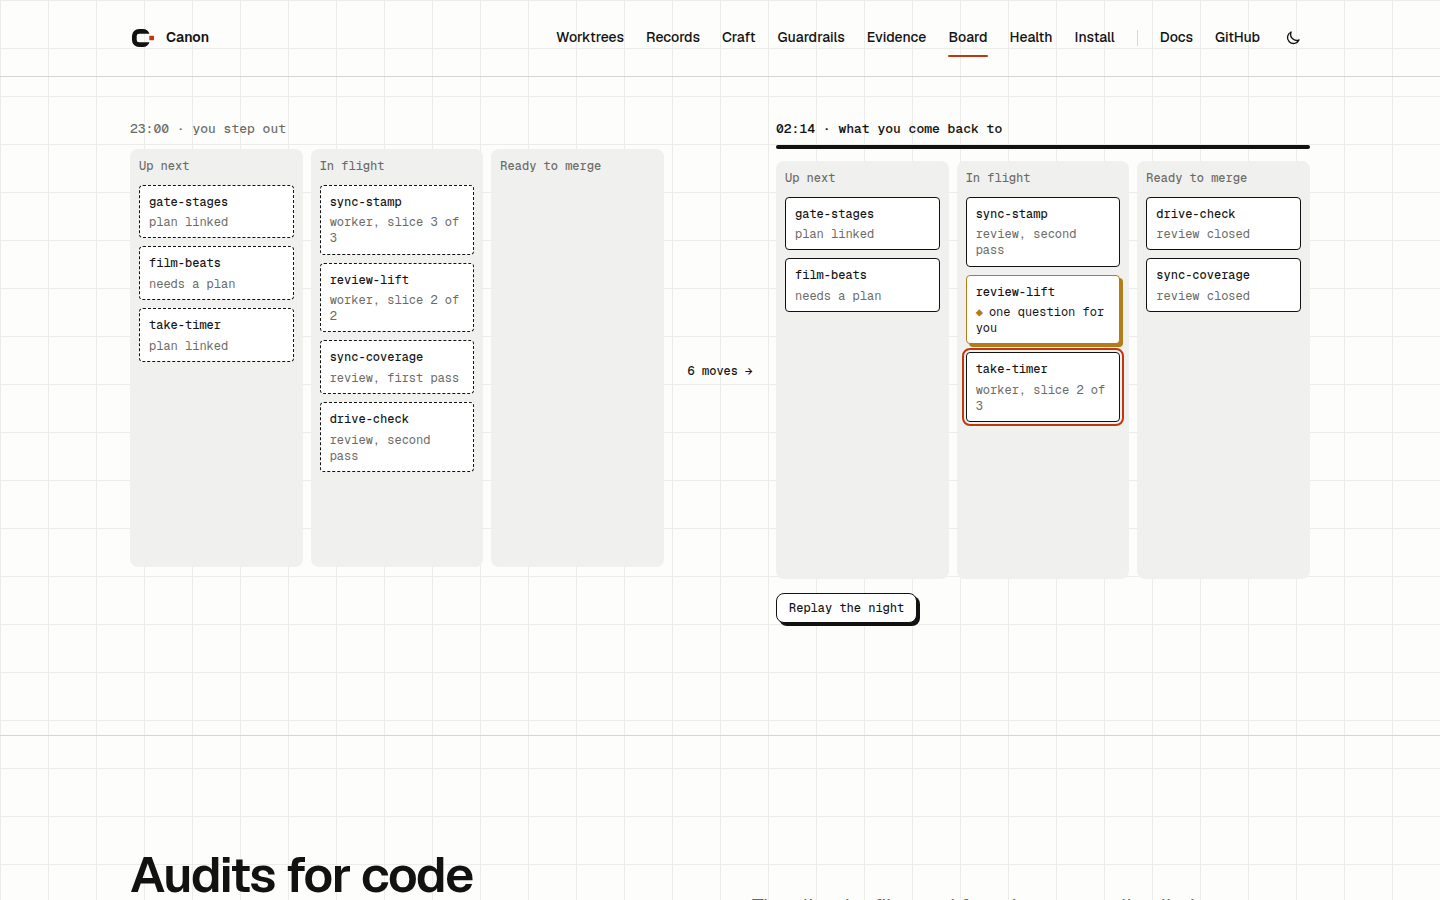 Canon
Worktrees
Records
Craft
Guardrails
Evidence
Board
Health
Install
Docs
GitHub
23:00 · you step out
Up next
gate-stages
plan linked
film-beats
needs a plan
take-timer
plan linked
In flight
sync-stamp
worker, slice 3 of
3
review-lift
worker, slice 2 of
2
sync-coverage
review, first pass
drive-check
review, second
pass
Ready to merge
6 moves →
02:14 · what you come back to
Up next
gate-stages
plan linked
film-beats
needs a plan
In flight
sync-stamp
review, second
pass
review-lift
◆ one question for
you
take-timer
worker, slice 2 of
3
Ready to merge
drive-check
review closed
sync-coverage
review closed
Replay the night
Audits for code